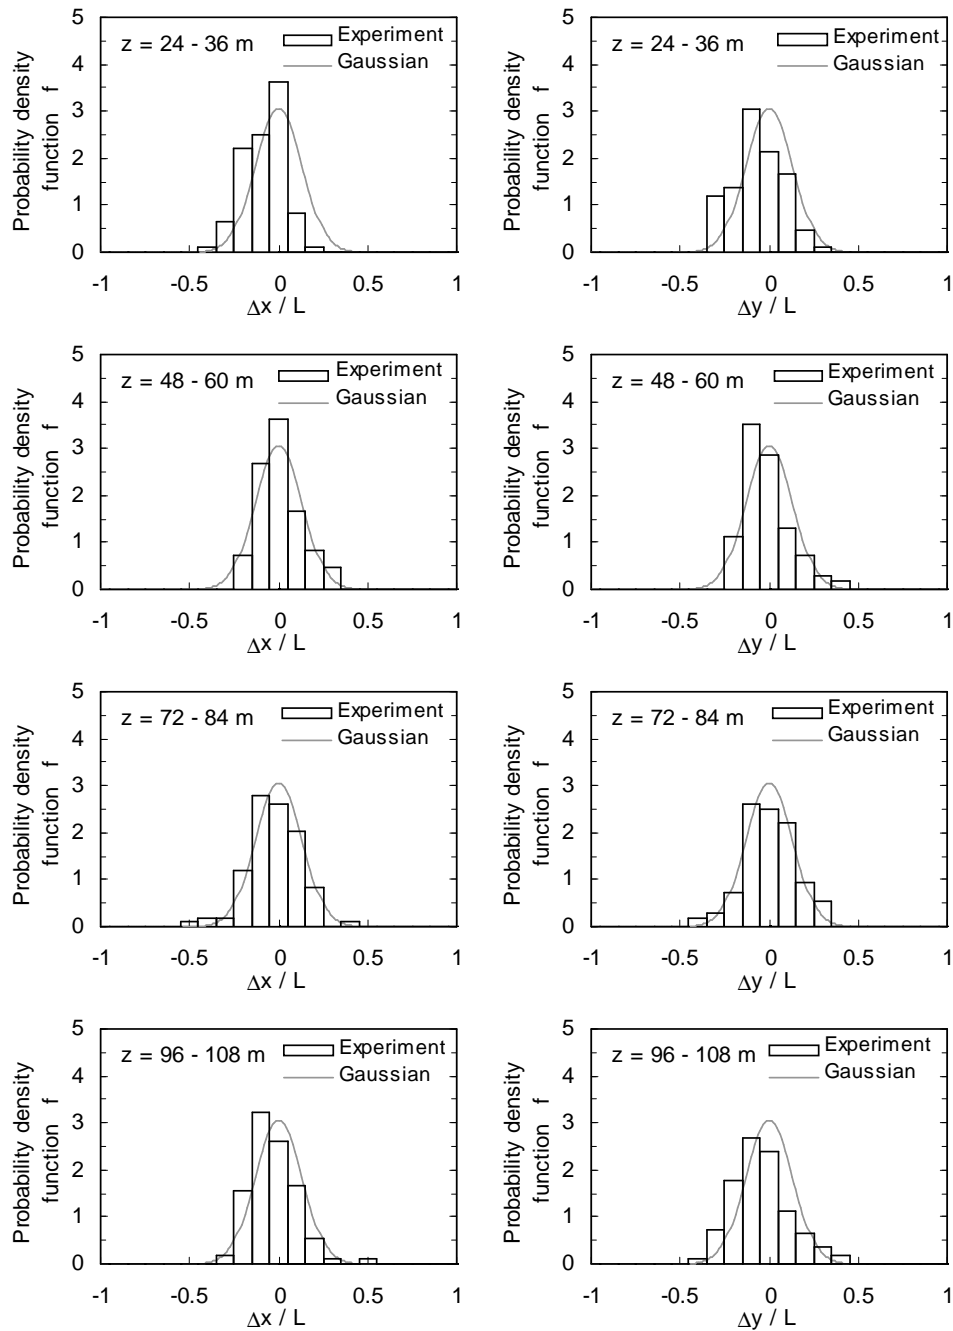 Probability density
function f
5
4
3
2
1
0
z = 24 - 36 m
Experiment
Gaussian
-1 -0.5 0 0.5 1
Δx / L
Probability density
function f
5
4
3
2
1
0
z = 24 - 36 m
Experiment
Gaussian
-1 -0.5 0 0.5 1
Δy / L
Probability density
function f
5
4
3
2
1
0
z = 48 - 60 m
Experiment
Gaussian
-1 -0.5 0 0.5 1
Δx / L
Probability density
function f
5
4
3
2
1
0
z = 48 - 60 m
Experiment
Gaussian
-1 -0.5 0 0.5 1
Δy / L
Probability density
function f
5
4
3
2
1
0
z = 72 - 84 m
Experiment
Gaussian
-1 -0.5 0 0.5 1
Δx / L
Probability density
function f
5
4
3
2
1
0
z = 72 - 84 m
Experiment
Gaussian
-1 -0.5 0 0.5 1
Δy / L
Probability density
function f
5
4
3
2
1
0
z = 96 - 108 m
Experiment
Gaussian
-1 -0.5 0 0.5 1
Δx / L
Probability density
function f
5
4
3
2
1
0
z = 96 - 108 m
Experiment
Gaussian
-1 -0.5 0 0.5 1
Δy / L